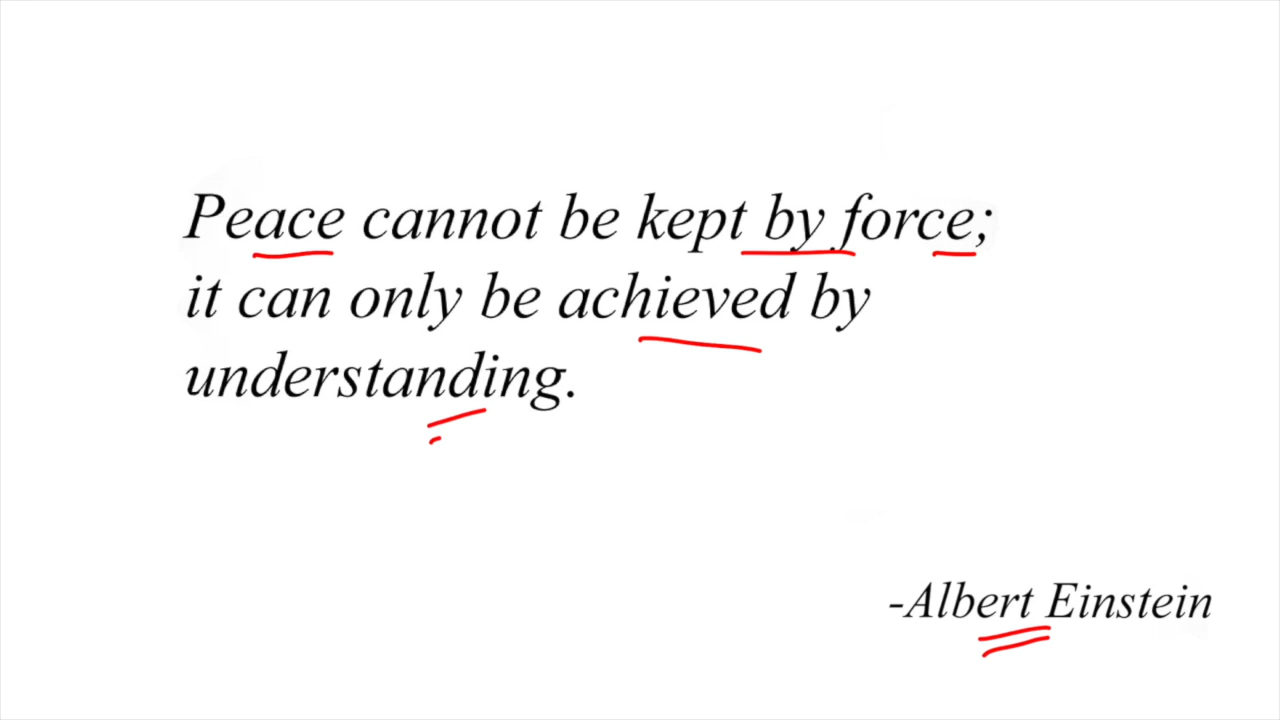 Peace cannot be kept by force;
it can only be achieved by
understanding.
-Albert Einstein